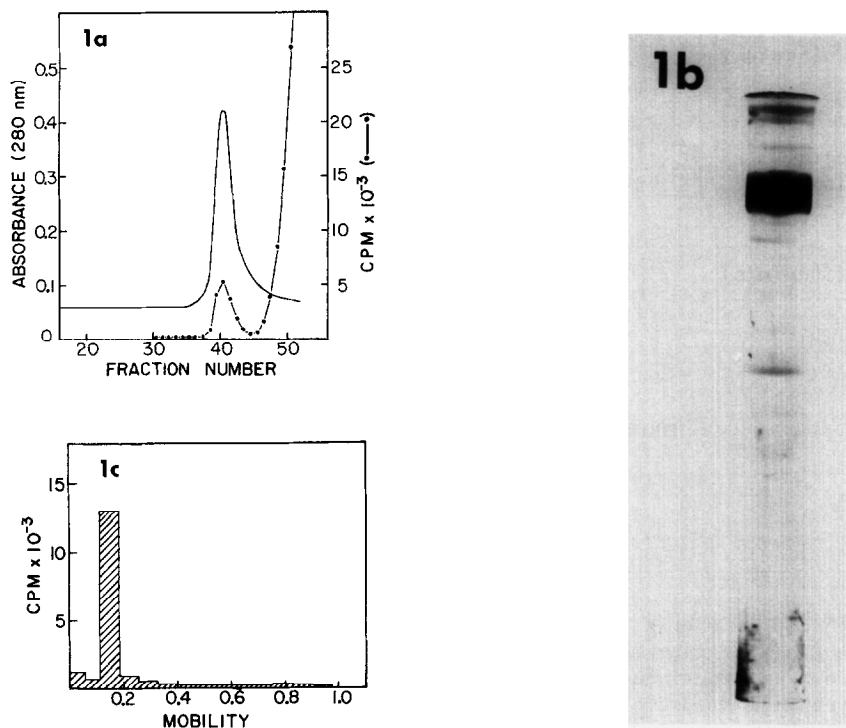 1a
ABSORBANCE (280 nm)
0.6
0.5
0.4
0.3
0.2
0.1
0
25
20
15
10
5
CPM x 10⁻³ (•—•)
20 30 40 50
FRACTION NUMBER
1b
1c
CPM x 10⁻³
15
10
5
0.2 0.4 0.6 0.8 1.0
MOBILITY